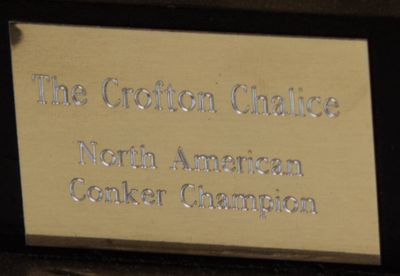 The Crofton Chalice
North American
Conker Champion